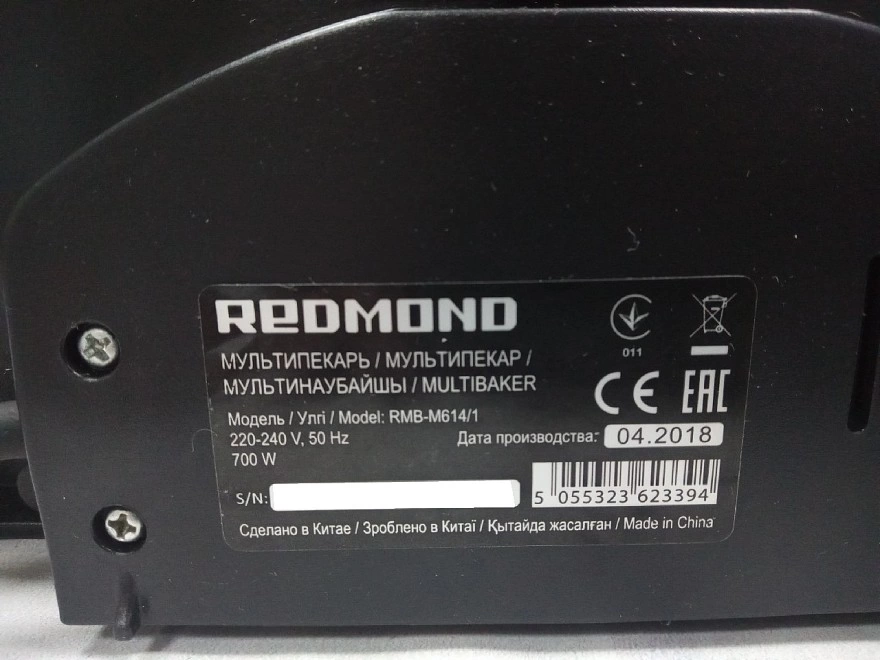 REDMOND
011
МУЛЬТИПЕКАРЬ / МУЛЬТИПЕКАР /
МУЛЬТИНАУБАЙШЫ / MULTIBAKER
CE EAC
Модель / Улгі / Model: RMB-M614/1
220-240 V, 50 Hz
Дата производства: 04.2018
700 W
S/N:
5 055323 623394
Сделано в Китае / Зроблено в Китаї / Қытайда жасалған / Made in China